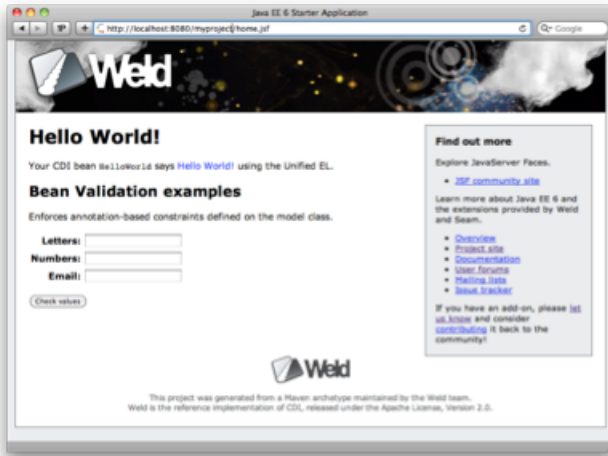 Java EE 6 Starter Application
http://localhost:8080/myproject/home.jsf
Google
Weld
Hello World!
Your CDI bean HelloWorld says Hello World! using the Unified EL.
Bean Validation examples
Enforces annotation-based constraints defined on the model class.
Letters:
Numbers:
Email:
Check values
Find out more
Explore JavaServer Faces.
JSF community site
Learn more about Java EE 6 and
the extensions provided by Weld
and Seam.
Overview
Project site
Documentation
User forums
Mailing lists
Issue tracker
If you have an add-on, please let
us know and consider
contributing it back to the
community!
Weld
This project was generated from a Maven archetype maintained by the Weld team.
Weld is the reference implementation of CDI, released under the Apache License, Version 2.0.